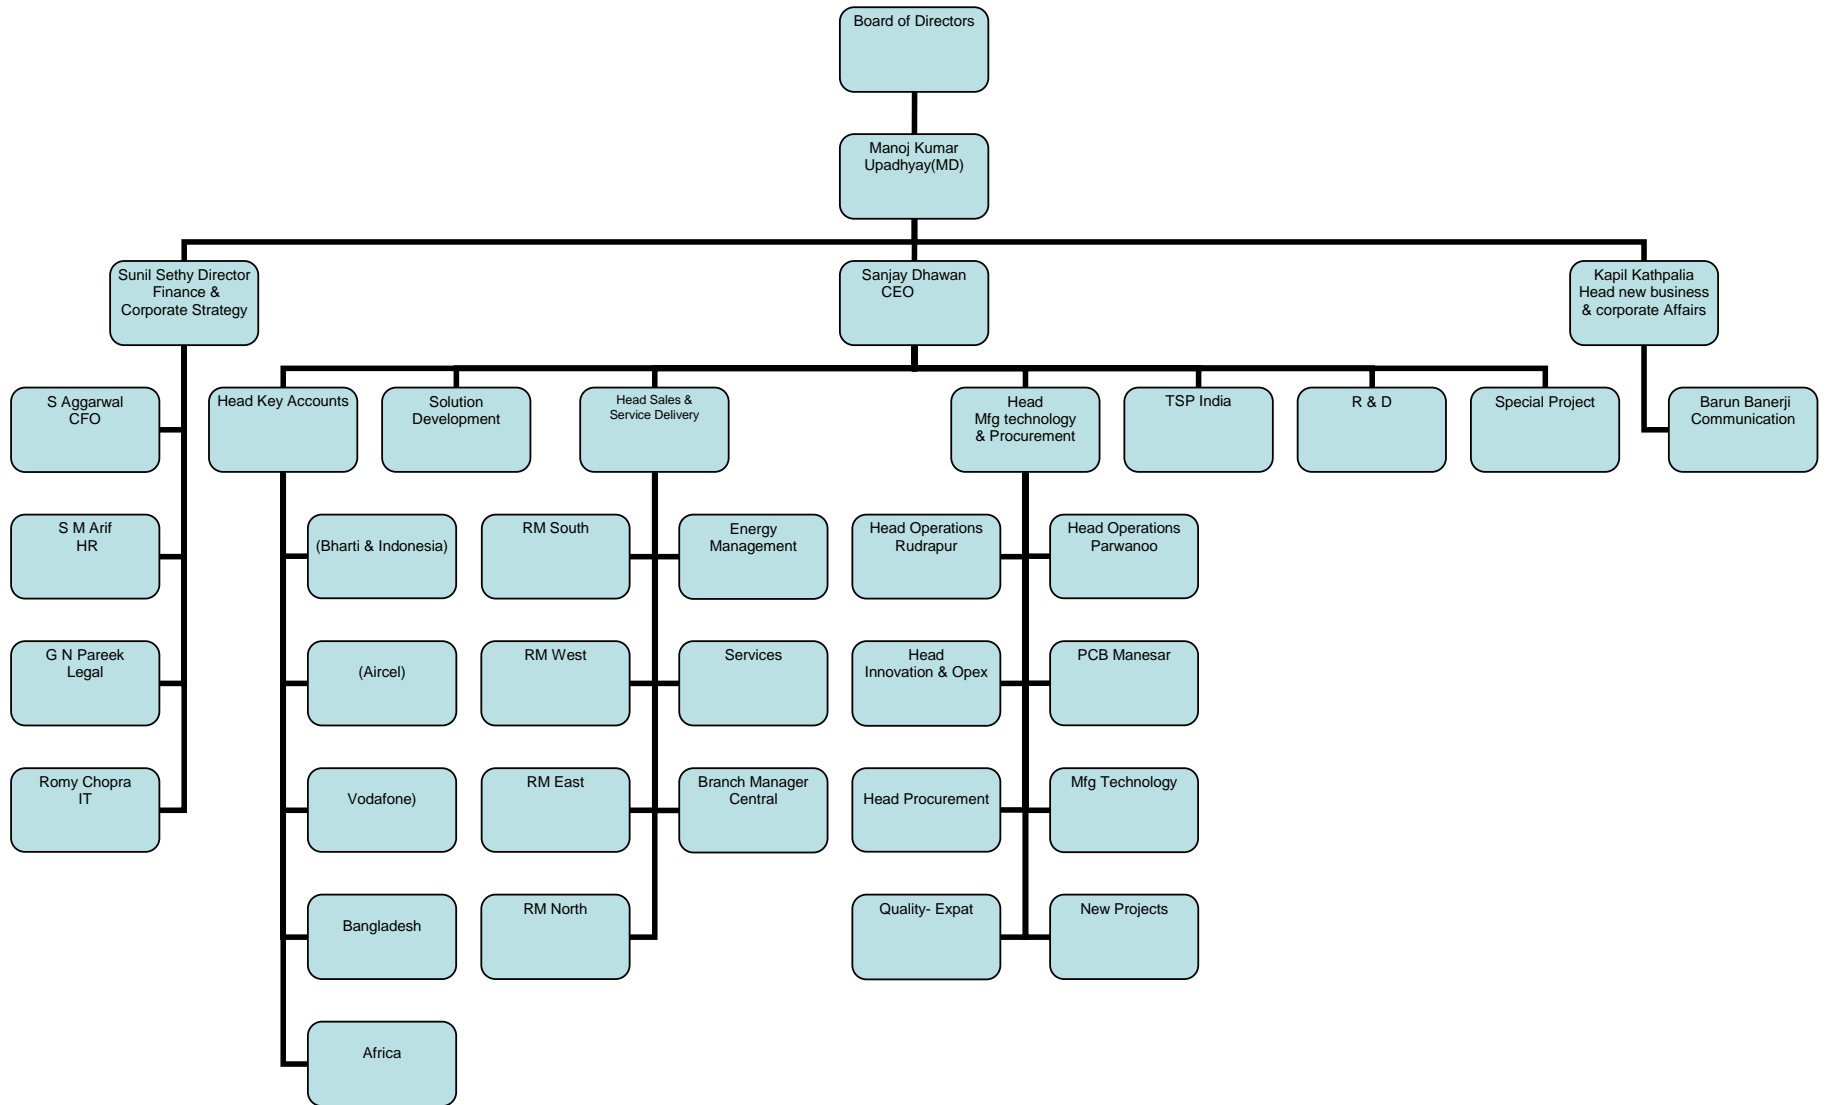 Board of Directors
Manoj Kumar
Upadhyay(MD)
Sunil Sethy Director
Finance &
Corporate Strategy
Sanjay Dhawan
CEO
Kapil Kathpalia
Head new business
& corporate Affairs
S Aggarwal
CFO
Head Key Accounts
Solution
Development
Head Sales &
Service Delivery
Head
Mfg technology
& Procurement
TSP India
R & D
Special Project
Barun Banerji
Communication
S M Arif
HR
(Bharti & Indonesia)
RM South
Energy
Management
Head Operations
Rudrapur
Head Operations
Parwanoo
G N Pareek
Legal
(Aircel)
RM West
Services
Head
Innovation & Opex
PCB Manesar
Romy Chopra
IT
Vodafone)
RM East
Branch Manager
Central
Head Procurement
Mfg Technology
Bangladesh
RM North
Quality- Expat
New Projects
Africa